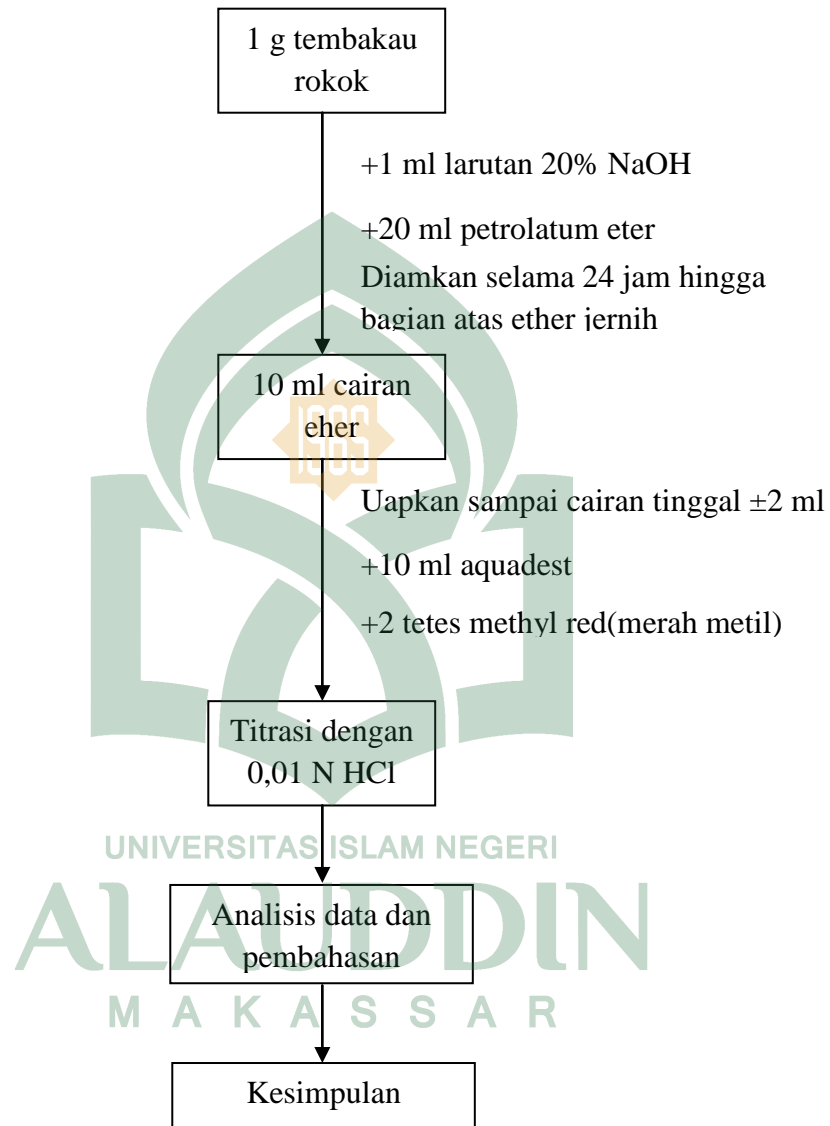 1 g tembakau
rokok
+1 ml larutan 20% NaOH
+20 ml petrolatum eter
Diamkan selama 24 jam hingga
bagian atas ether jernih
10 ml cairan
eher
1965
Uapkan sampai cairan tinggal ±2 ml
+10 ml aquadest
+2 tetes methyl red(merah metil)
Titrasi dengan
0,01 N HCl
UNIVERSITAS ISLAM NEGERI
ALAUDDIN
Analisis data dan
pembahasan
MAKASSAR
Kesimpulan